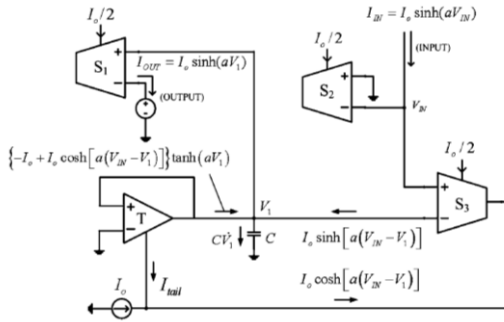 I_o/2
I_IN = I_o sinh(aV_IN)
S_1
+
−
I_OUT = I_o sinh(aV_1)
(OUTPUT)
I_o/2
(INPUT)
S_2
+
−
V_IN
{−I_o + I_o cosh[a(V_IN − V_1)]}tanh(aV_1)
I_o/2
+
−
S_3
+
−
T
V_1
CV̇_1
C
I_o sinh[a(V_IN − V_1)]
I_tail
I_o cosh[a(V_IN − V_1)]
I_o